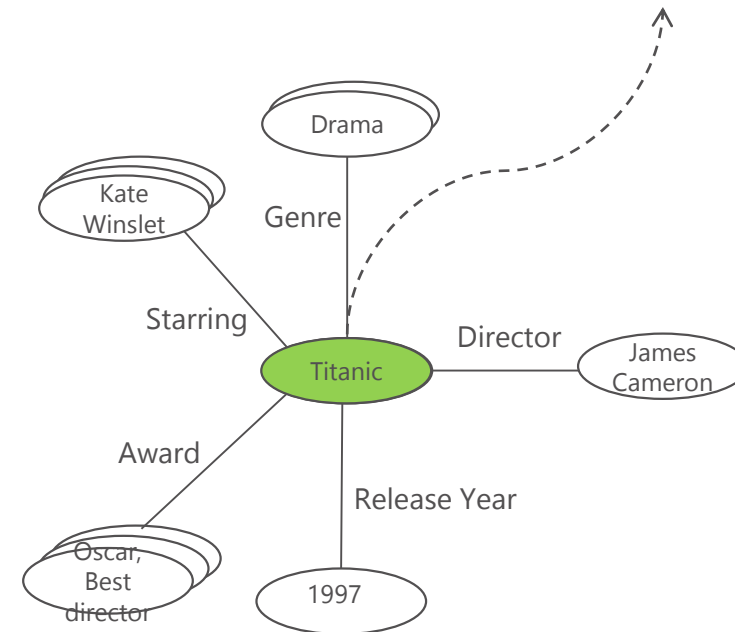 Drama
Kate
Winslet
Genre
Starring
Director
Titanic
James
Cameron
Award
Release Year
Oscar,
Best
director
1997